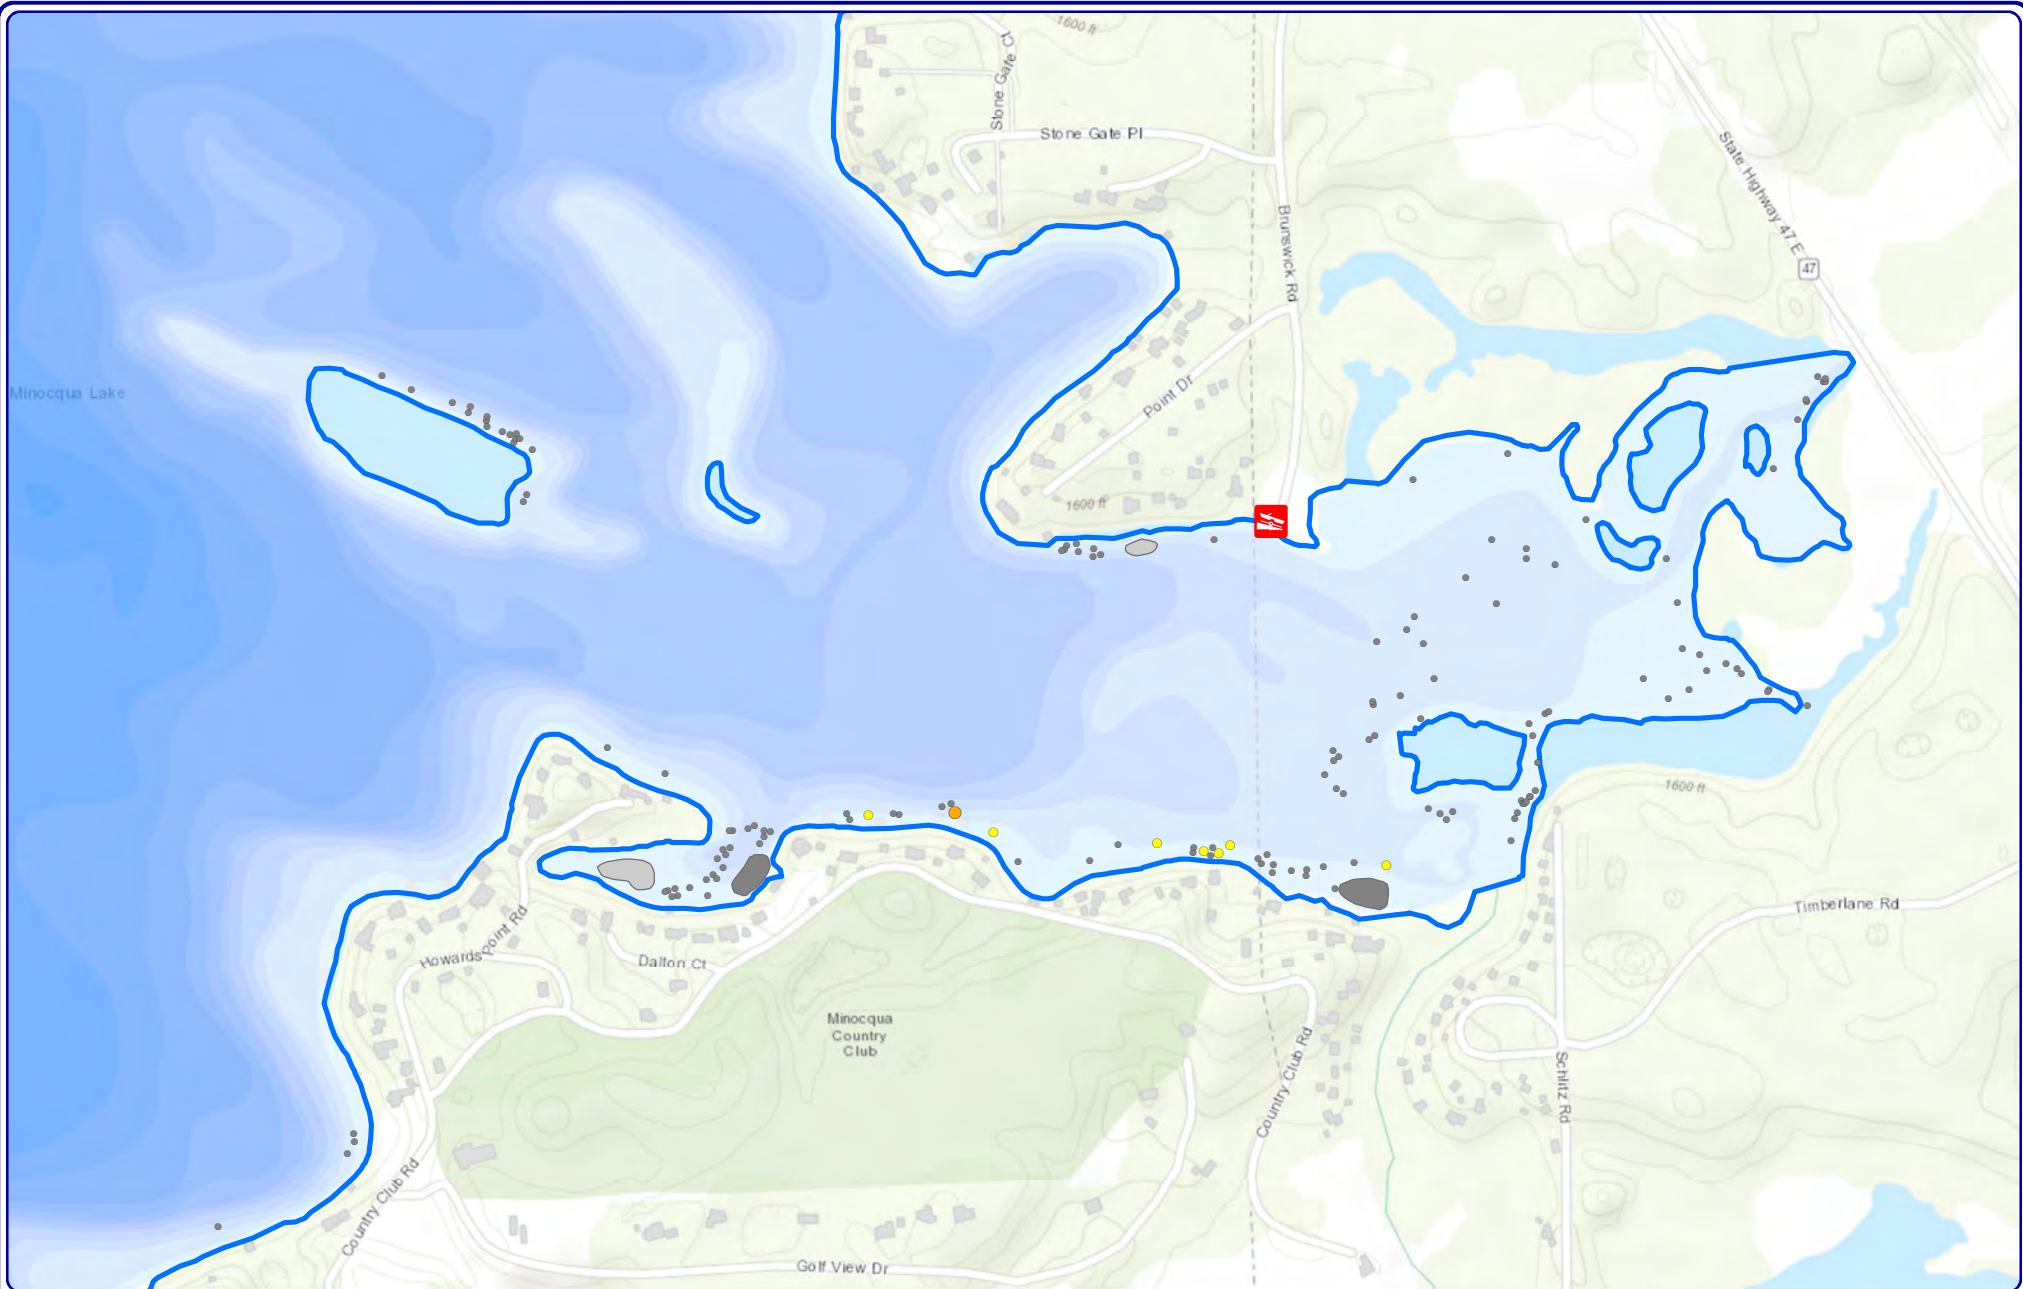 1600 ft
Stone Gate Ct
Stone Gate Pl
State Highway 47 E
47
Brunswick Rd
Minocqua Lake
Point Dr
1600 ft
1600 ft
Timberlane Rd
Howards point Rd
Dalton Ct
Minocqua
Country
Club
Country Club Rd
Schlitz Rd
Country Club Rd
Golf View Dr